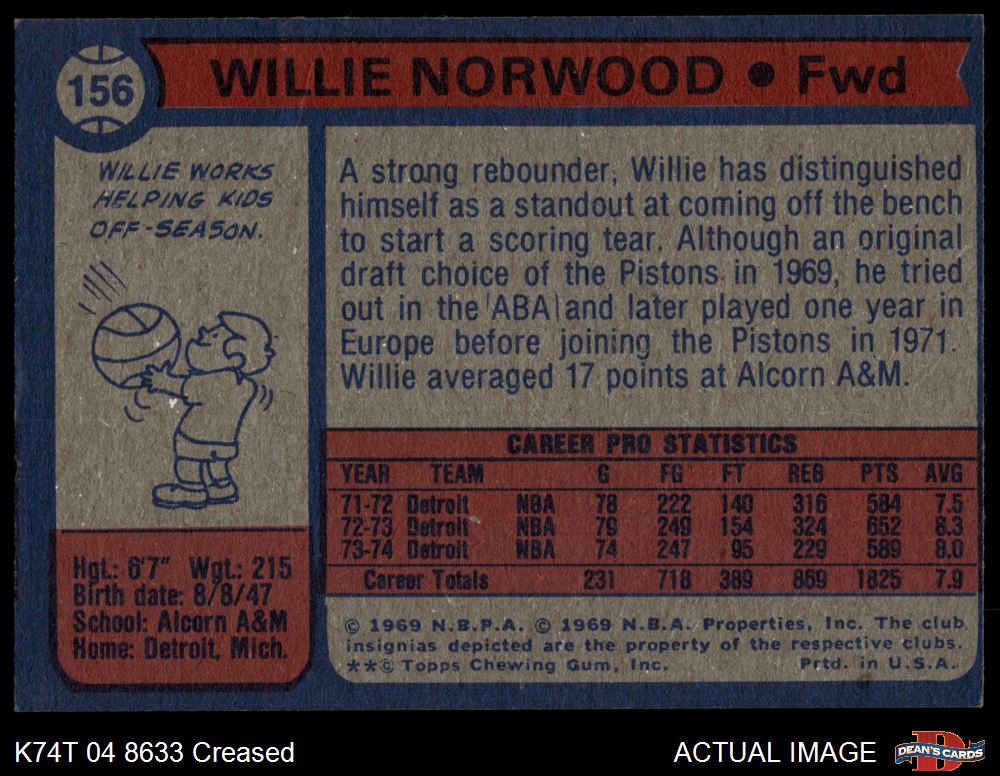 156
WILLIE NORWOOD ● Fwd
WILLIE WORKS
HELPING KIDS
OFF-SEASON.
A strong rebounder, Willie has distinguished
himself as a standout at coming off the bench
to start a scoring tear. Although an original
draft choice of the Pistons in 1969, he tried
out in the ABA and later played one year in
Europe before joining the Pistons in 1971.
Willie averaged 17 points at Alcorn A&M.
CAREER PRO STATISTICS
YEAR TEAM G FG FT REB PTS AVG
71-72 Detroit NBA 78 222 140 316 584 7.5
72-73 Detroit NBA 79 249 154 324 652 8.3
73-74 Detroit NBA 74 247 95 229 589 8.0
Career Totals 231 718 389 869 1825 7.9
Hgt.: 6'7" Wgt.: 215
Birth date: 8/8/47
School: Alcorn A&M
Home: Detroit, Mich.
© 1969 N.B.P.A. © 1969 N.B.A. Properties, Inc. The club
insignias depicted are the property of the respective clubs.
**© Topps Chewing Gum, Inc. Prtd. in U.S.A.
K74T 04 8633 Creased
ACTUAL IMAGE
DEAN'S CARDS